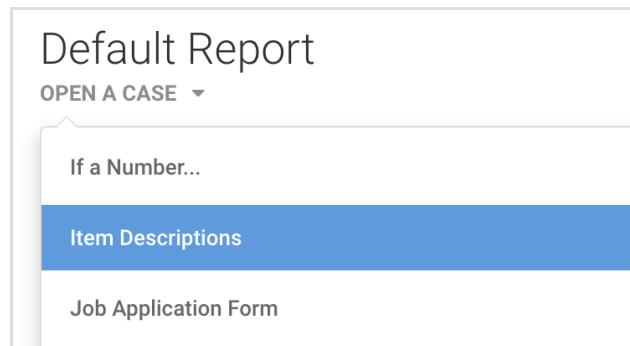 Default Report
OPEN A CASE
If a Number...
Item Descriptions
Job Application Form